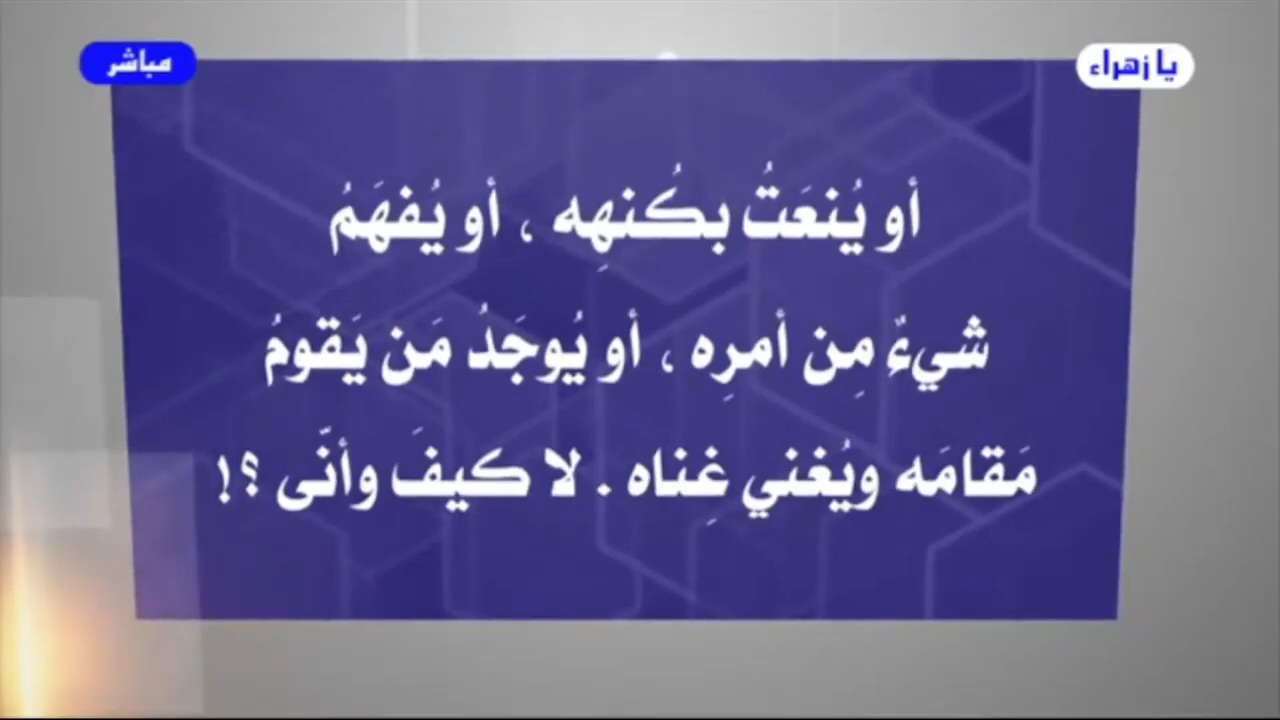 يا زهراء
مباشر
أو يُنعَتُ بكُنهِه ، أو يُفهَمُ
شيءٌ مِن أمرِه ، أو يُوجَدُ مَن يَقومُ
مَقامَه ويُغني غِناه . لا كيفَ وأنّى ؟!